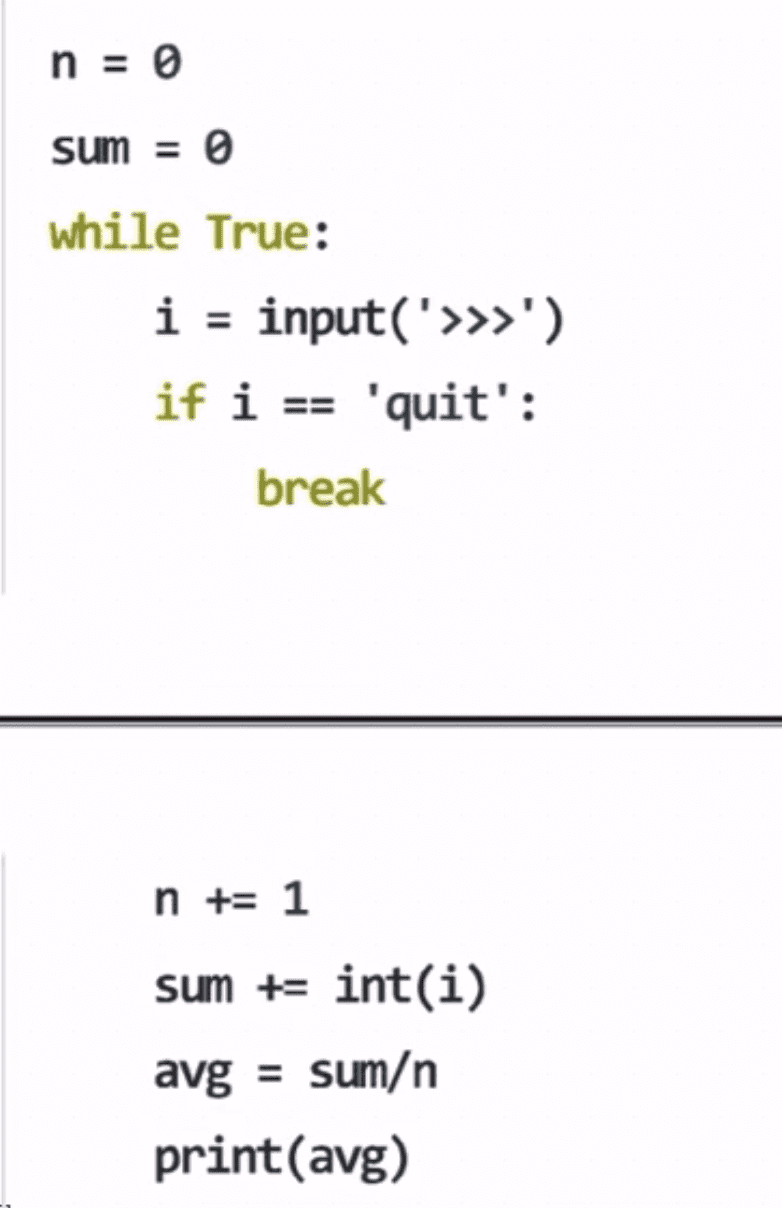 n = 0
sum = 0
while True:
    i = input('>>>')
    if i == 'quit':
        break
    n += 1
    sum += int(i)
    avg = sum/n
    print(avg)